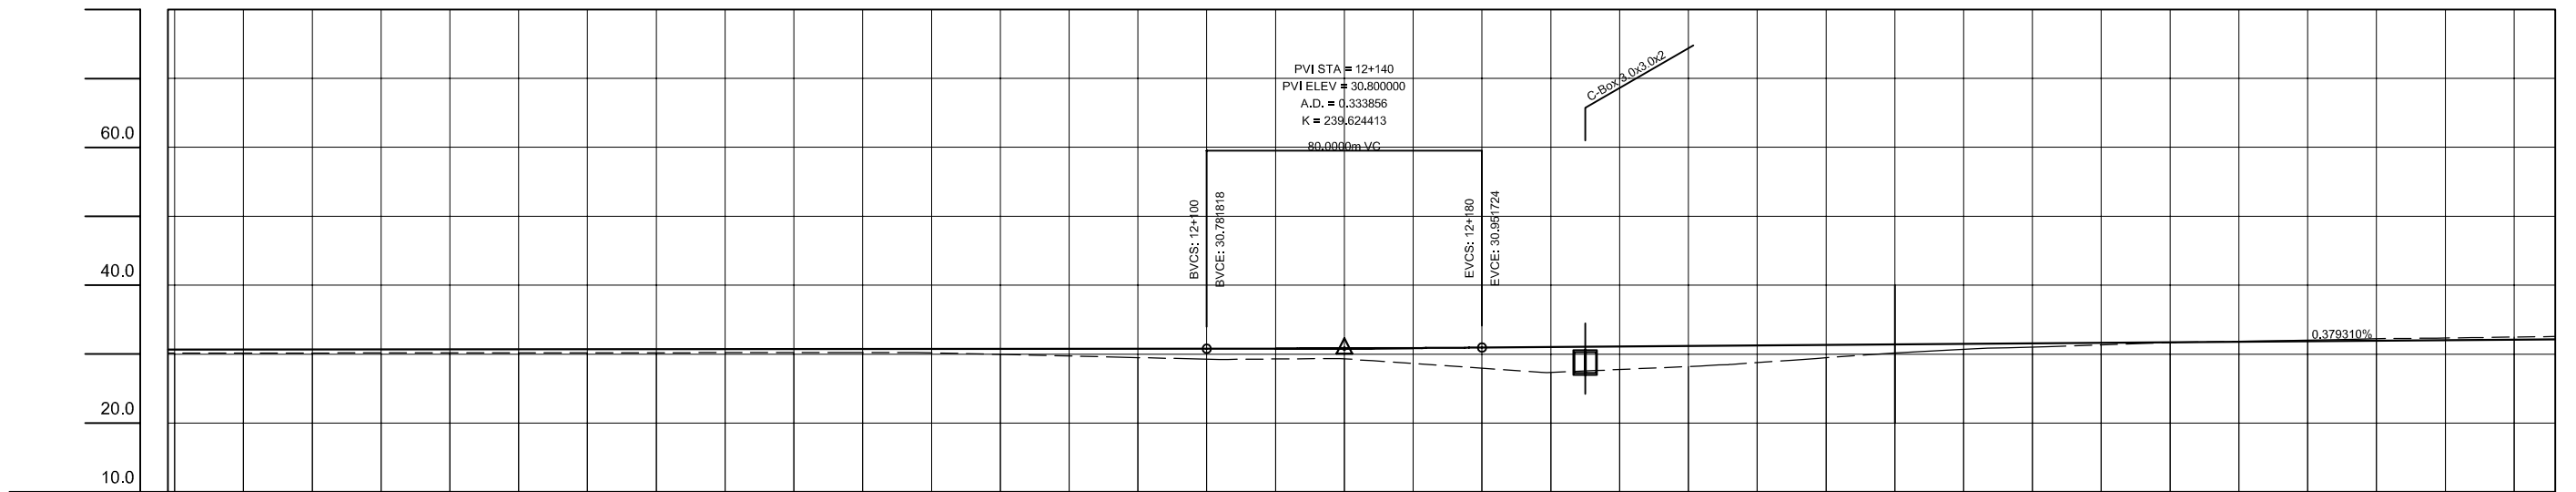 PVI STA = 12+140
PVI ELEV = 30.800000
A.D. = 0.333856
K = 239.624413
80.0000m VC
C-Box 3.0x3.0x2
60.0
BVCS: 12+100
BVCE: 30.781818
EVCS: 12+180
EVCE: 30.951724
40.0
0.379310%
20.0
10.0